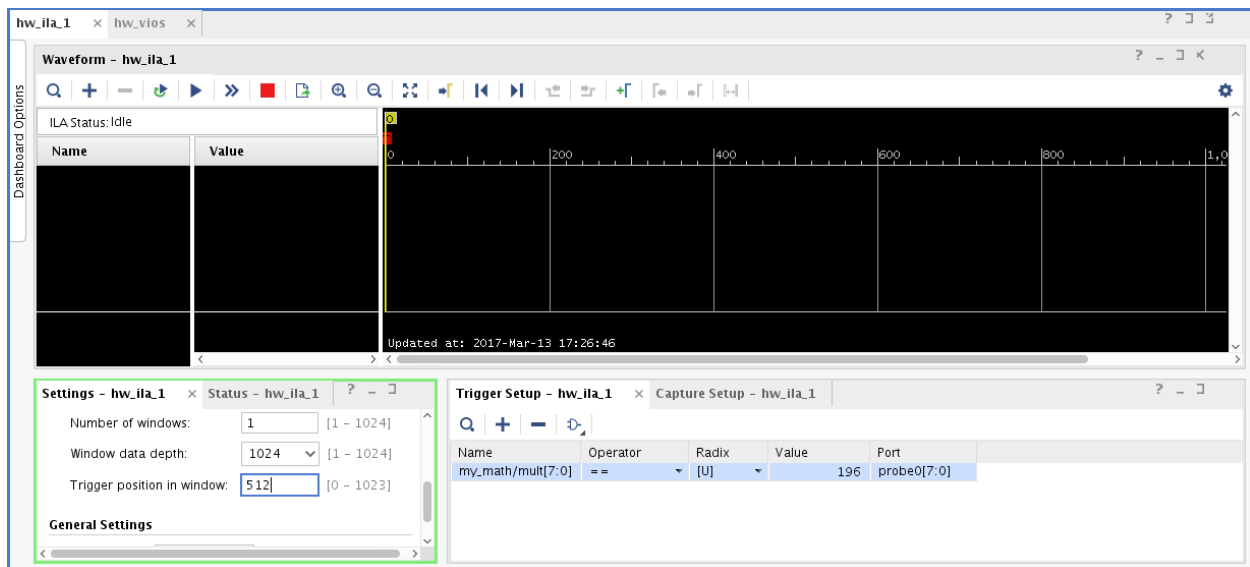 hw_ila_1 × hw_vios ×
Dashboard Options
Waveform - hw_ila_1
ILA Status: Idle
Name Value
0
0 200 400 600 800 1,0
Updated at: 2017-Mar-13 17:26:46
Settings - hw_ila_1 × Status - hw_ila_1
Number of windows: 1 [1 - 1024]
Window data depth: 1024 [1 - 1024]
Trigger position in window: 512 [0 - 1023]
General Settings
Trigger Setup - hw_ila_1 × Capture Setup - hw_ila_1
Name Operator Radix Value Port
my_math/mult[7:0] == [U] 196 probe0[7:0]